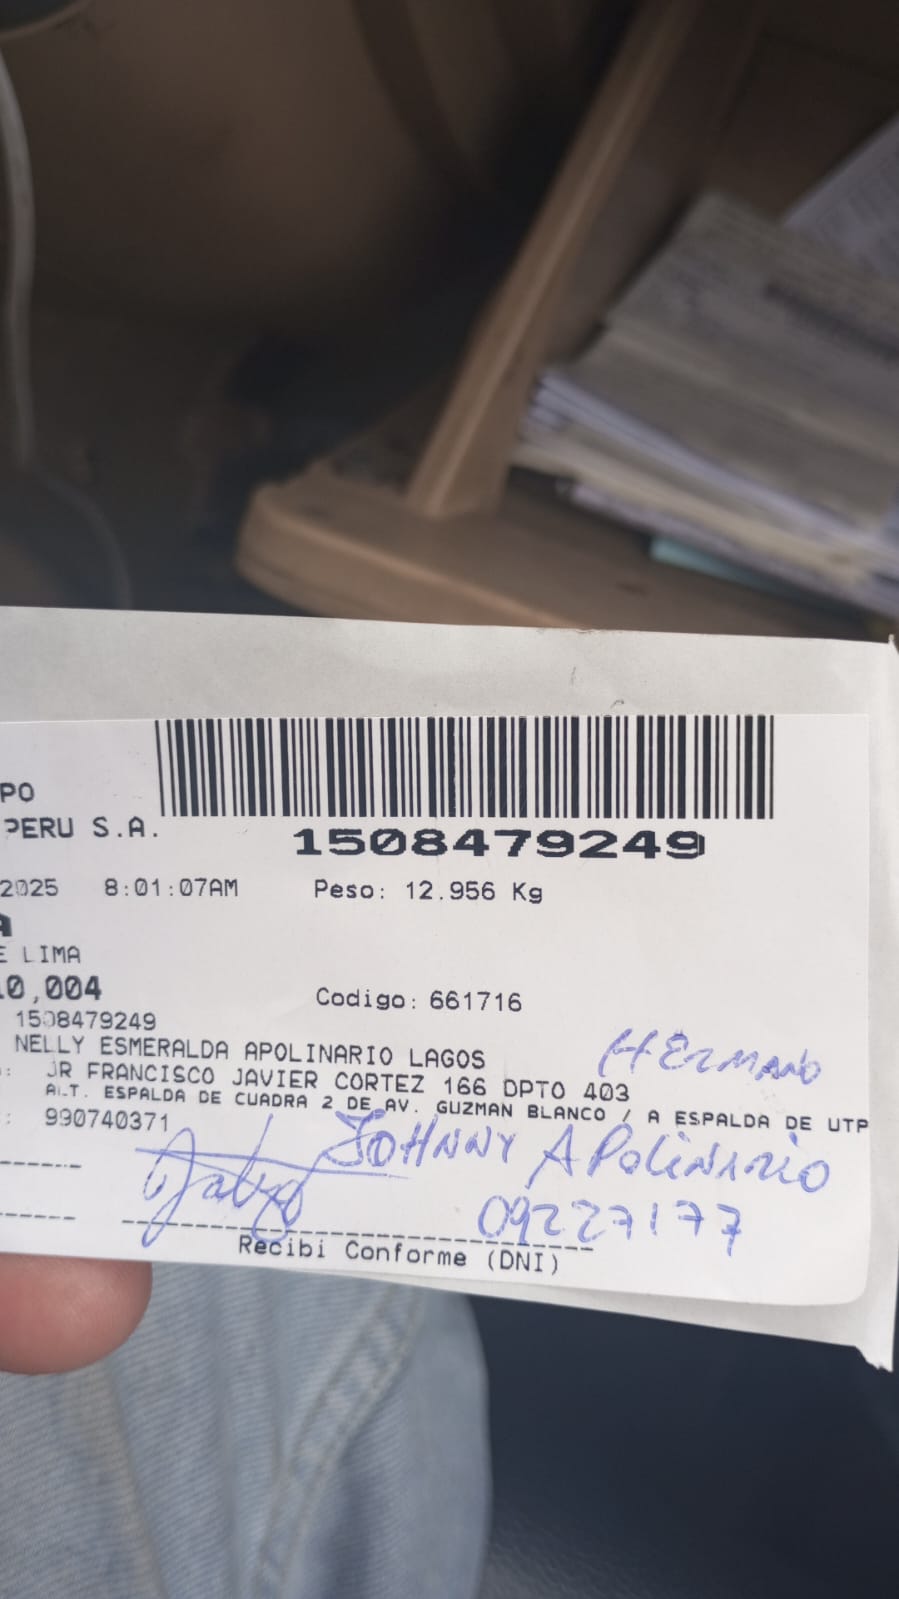 PO
PERU S.A.
1508479249
2025 8:01:07AM Peso: 12.956 Kg
A
E LIMA
10,004
Codigo: 661716
1508479249
NELLY ESMERALDA APOLINARIO LAGOS
HERMANO
: JR FRANCISCO JAVIER CORTEZ 166 DPTO 403
ALT. ESPALDA DE CUADRA 2 DE AV. GUZMAN BLANCO / A ESPALDA DE UTP
: 990740371
JOHNNY APOLINARIO
09227177
Recibi Conforme (DNI)